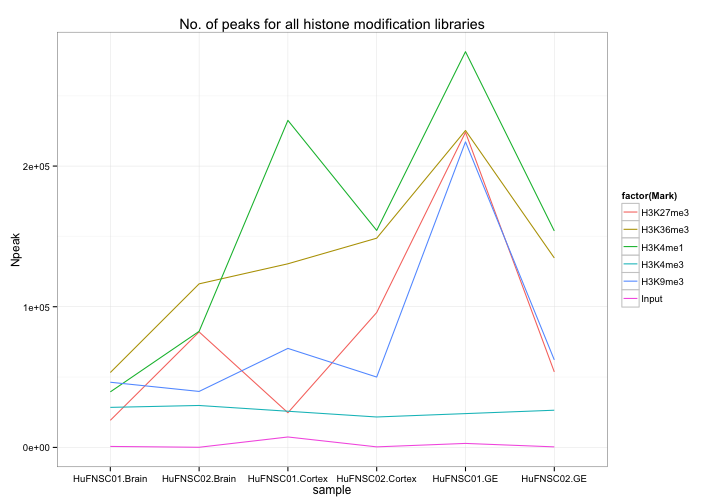 No. of peaks for all histone modification libraries
Npeak
2e+05
1e+05
0e+00
HuFNSC01.Brain HuFNSC02.Brain HuFNSC01.Cortex HuFNSC02.Cortex HuFNSC01.GE HuFNSC02.GE
sample
factor(Mark)
H3K27me3
H3K36me3
H3K4me1
H3K4me3
H3K9me3
Input